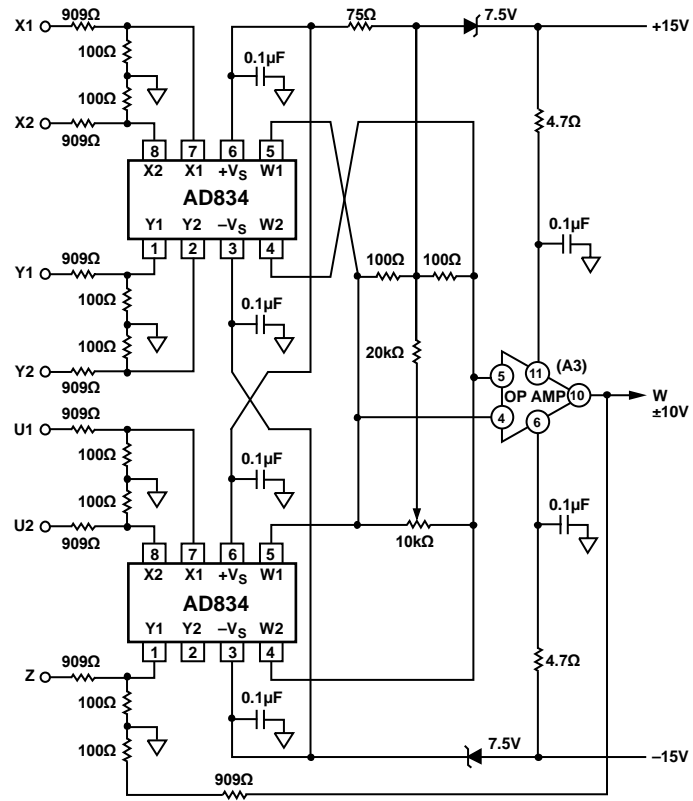 909Ω 75Ω 7.5V
X1 +15V
100Ω
0.1µF
100Ω 4.7Ω
X2
909Ω
8 7 6 5
X2 X1 +VS W1
AD834
Y1 Y2 –VS W2
1 2 3 4
0.1µF
909Ω
Y1 100Ω 100Ω
100Ω
0.1µF
100Ω 20kΩ
11 (A3)
5 OP AMP 10 W
±10V
4 6
Y2
909Ω
909Ω
U1
100Ω
0.1µF
100Ω
0.1µF
U2
909Ω 10kΩ
8 7 6 5
X2 X1 +VS W1
AD834
Y1 Y2 –VS W2
1 2 3 4
4.7Ω
909Ω
Z
100Ω 0.1µF
7.5V
100Ω –15V
909Ω